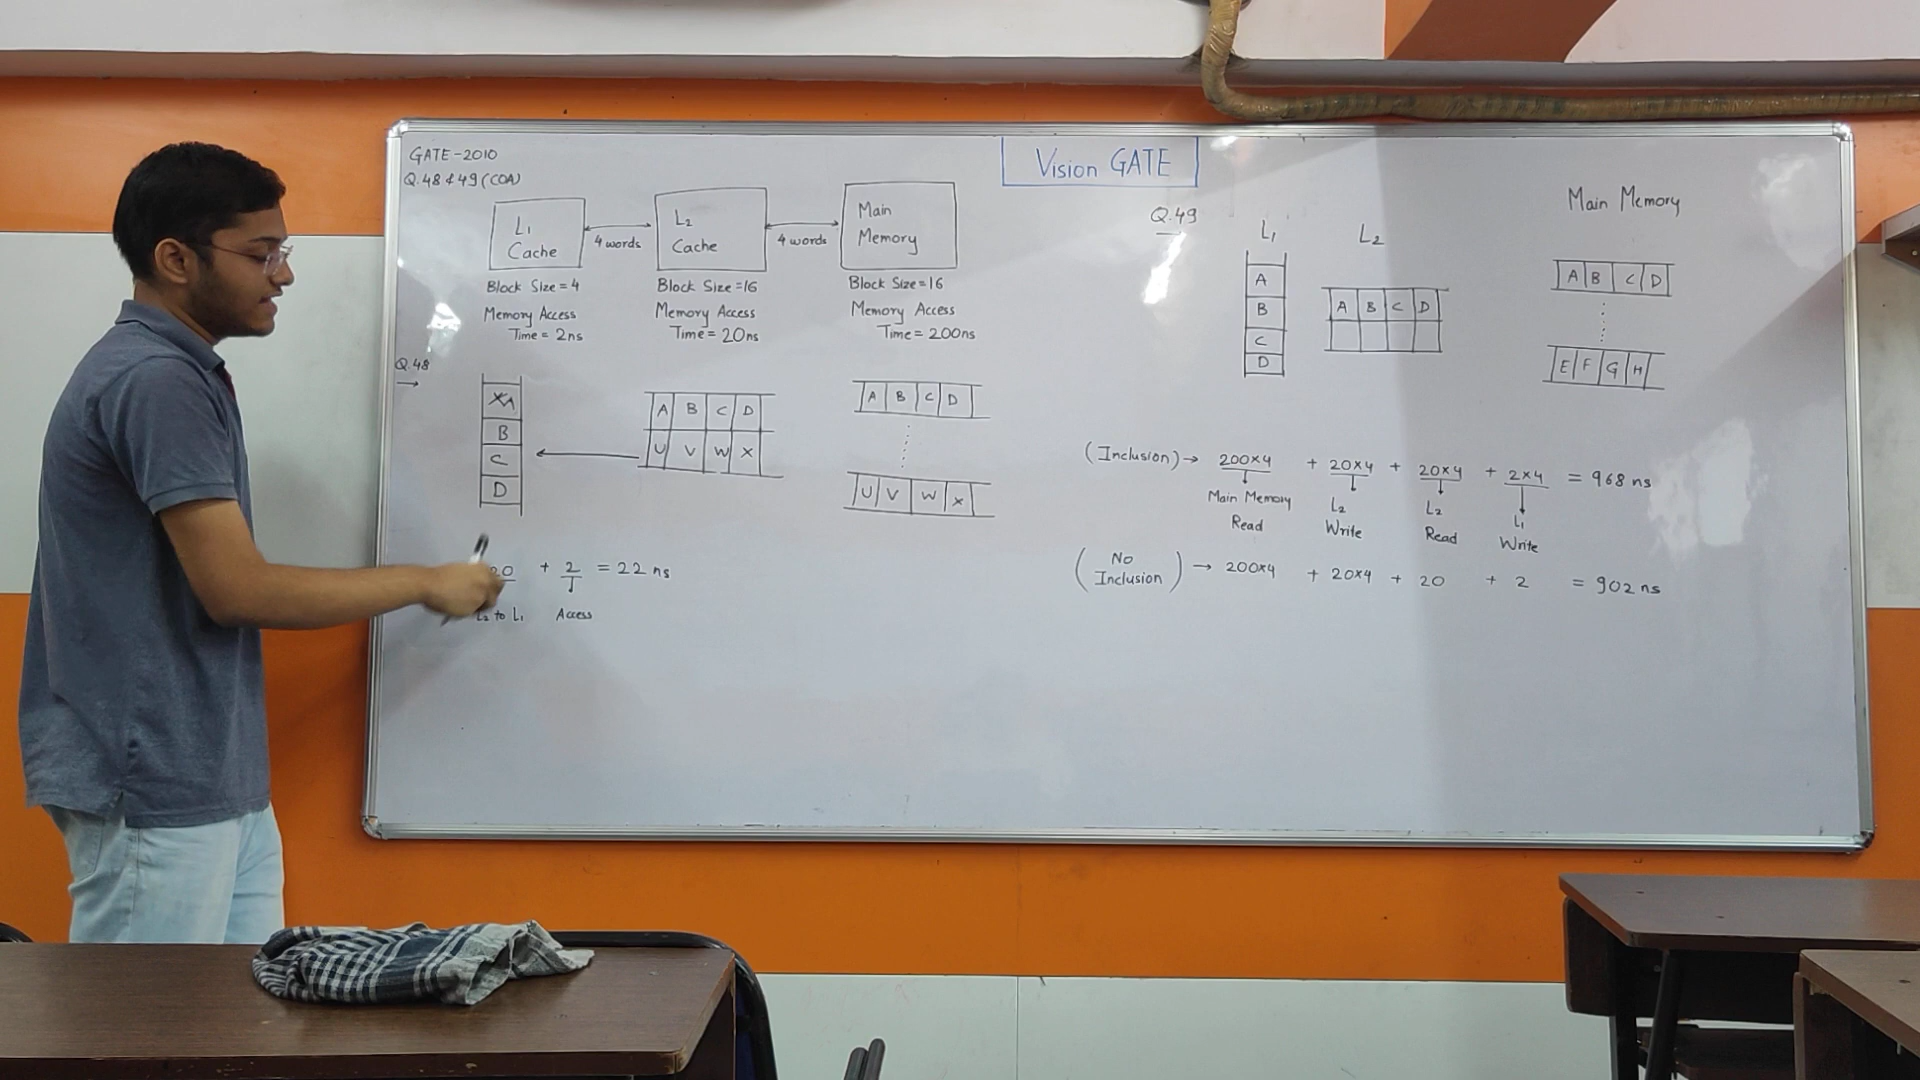 GATE-2010
Q.48 & 49 (COA)
Vision GATE
L1 Cache
4 words
L2 Cache
4 words
Main Memory
Block Size = 4
Memory Access
Time = 2ns
Block Size = 16
Memory Access
Time = 20ns
Block Size = 16
Memory Access
Time = 200ns
Q.48
B
C
D
A B C D
U V W X
A B C D
U V W X
+ 2 = 22 ns
L2 to L1
Access
Q.49
L1
L2
Main Memory
A
B
C
D
A B C D
A B C D
E F G H
(Inclusion) → 200×4 + 20×4 + 20×4 + 2×4 = 968 ns
Main Memory Read
L2 Write
L2 Read
L1 Write
(No Inclusion) → 200×4 + 20×4 + 20 + 2 = 902 ns